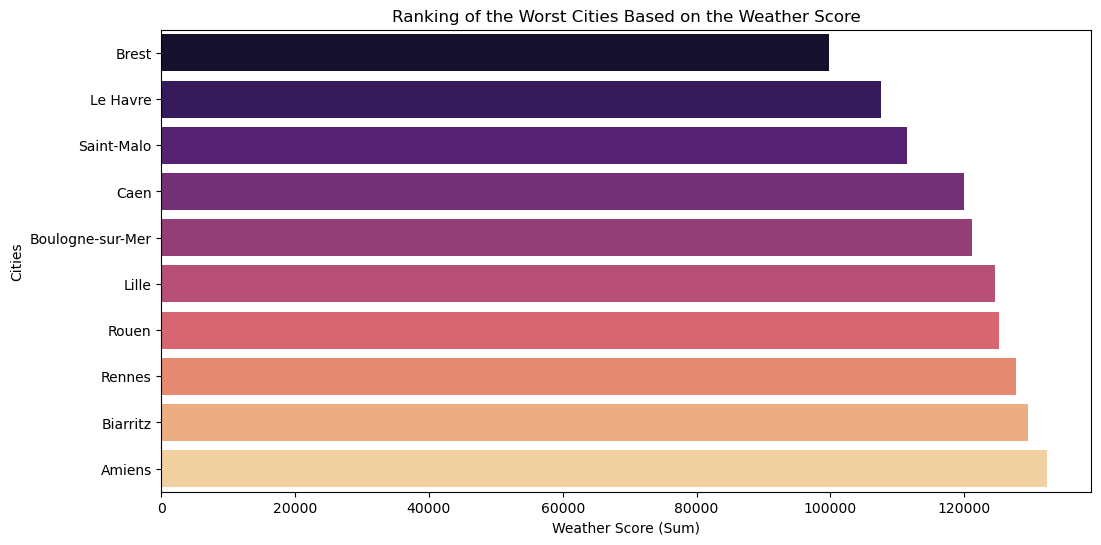 Ranking of the Worst Cities Based on the Weather Score
Cities
Brest
Le Havre
Saint-Malo
Caen
Boulogne-sur-Mer
Lille
Rouen
Rennes
Biarritz
Amiens
0 20000 40000 60000 80000 100000 120000
Weather Score (Sum)